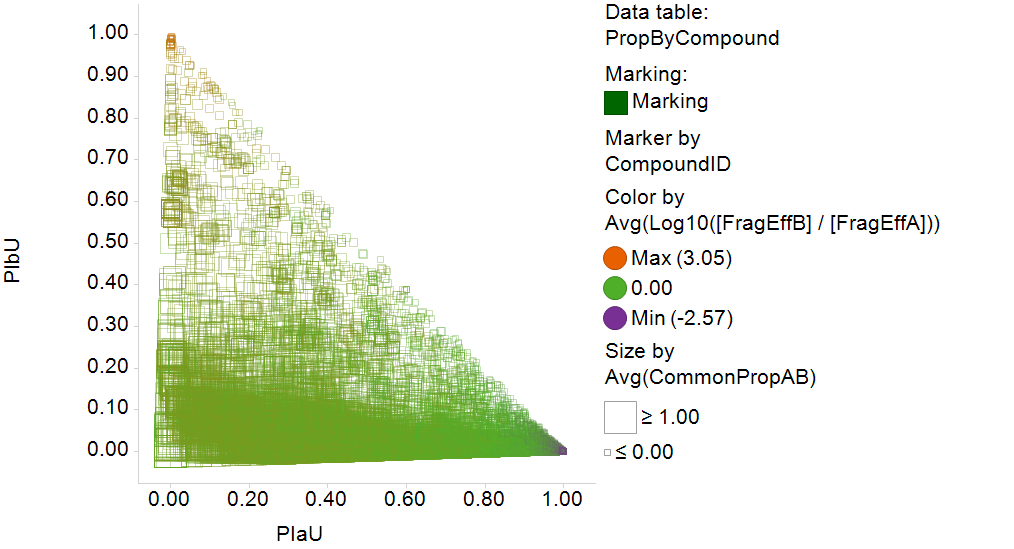 1.00
0.90
0.80
0.70
0.60
0.50
0.40
0.30
0.20
0.10
0.00
PIbU
0.00 0.20 0.40 0.60 0.80 1.00
PIaU
Data table:
PropByCompound
Marking:
Marking
Marker by
CompoundID
Color by
Avg(Log10([FragEffB] / [FragEffA]))
Max (3.05)
0.00
Min (-2.57)
Size by
Avg(CommonPropAB)
≥ 1.00
≤ 0.00